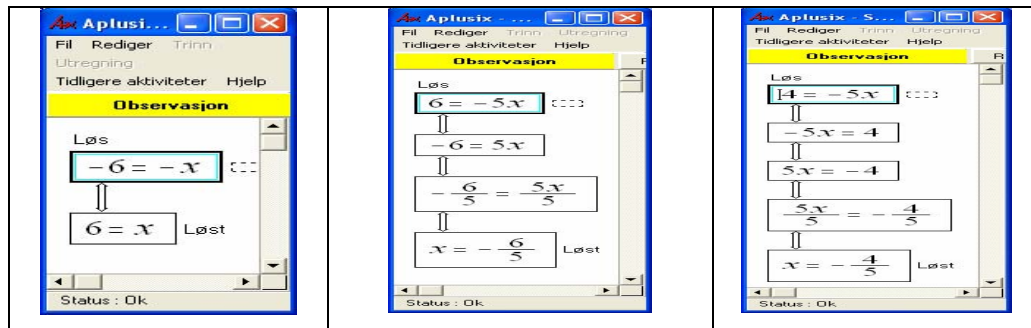 Aplusi...
Fil Rediger Trinn
Utregning
Tidligere aktiviteter Hjelp
Observasjon
Løs
−6 = −x
6 = x Løst
Status : Ok
Aplusix - ...
Fil Rediger Trinn Utregning
Tidligere aktiviteter Hjelp
Observasjon F
Løs
6 = −5x
−6 = 5x
−6/5 = 5x/5
x = −6/5 Løst
Status : Ok
Aplusix - S...
Fil Rediger Trinn Utregning
Tidligere aktiviteter Hjelp
Observasjon R
Løs
4 = −5x
−5x = 4
5x = −4
5x/5 = −4/5
x = −4/5 Løst
Status : Ok